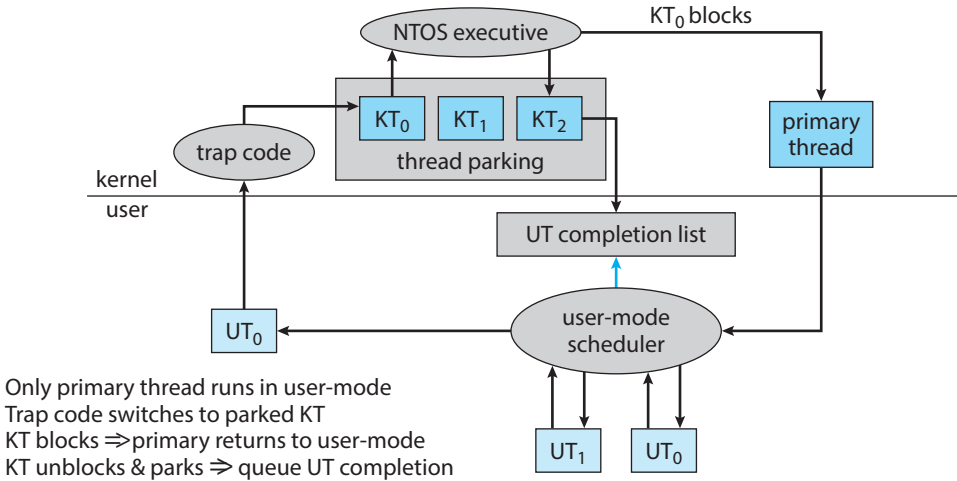 NTOS executive
KT₀ blocks
KT₀
KT₁
KT₂
thread parking
trap code
primary
thread
kernel
user
UT completion list
UT₀
user-mode
scheduler
UT₁
UT₀
Only primary thread runs in user-mode
Trap code switches to parked KT
KT blocks ⇒ primary returns to user-mode
KT unblocks & parks ⇒ queue UT completion